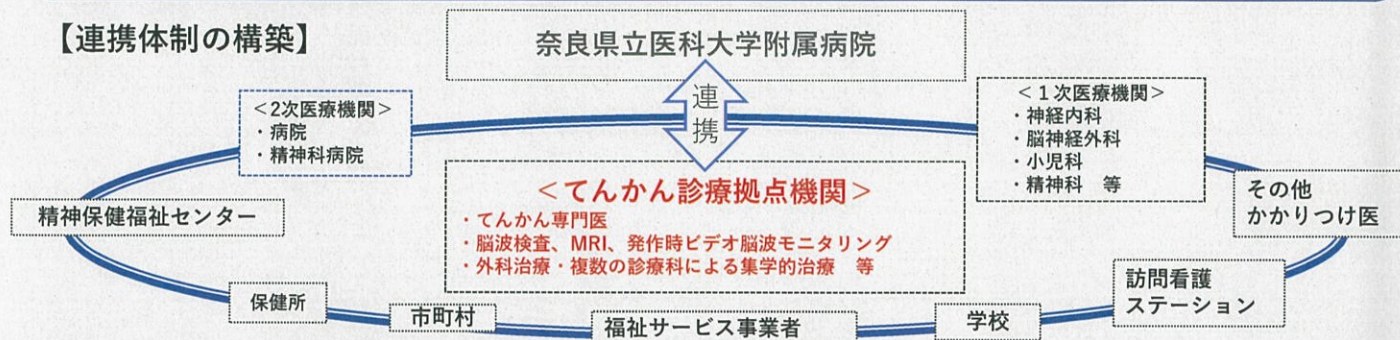 【連携体制の構築】
奈良県立医科大学附属病院
連
携
＜2次医療機関＞
・病院
・精神科病院
＜１次医療機関＞
・神経内科
・脳神経外科
・小児科
・精神科　等
＜てんかん診療拠点機関＞
・てんかん専門医
・脳波検査、MRI、発作時ビデオ脳波モニタリング
・外科治療・複数の診療科による集学的治療　等
精神保健福祉センター
その他
かかりつけ医
保健所
市町村
福祉サービス事業者
学校
訪問看護
ステーション